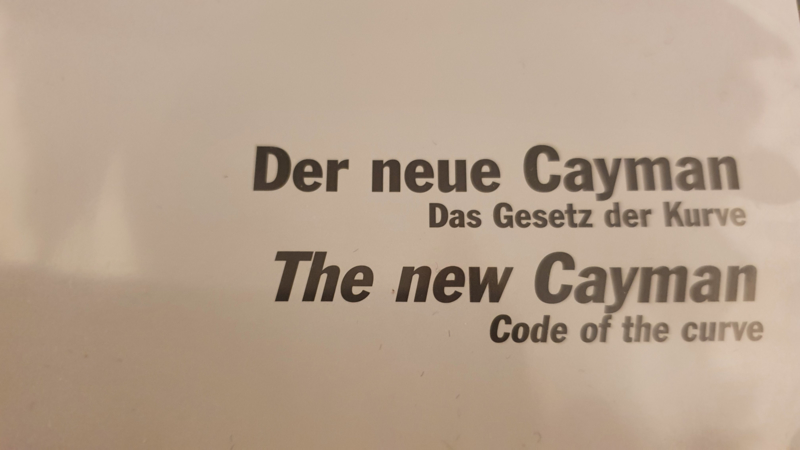 Der neue Cayman
Das Gesetz der Kurve
The new Cayman
Code of the curve